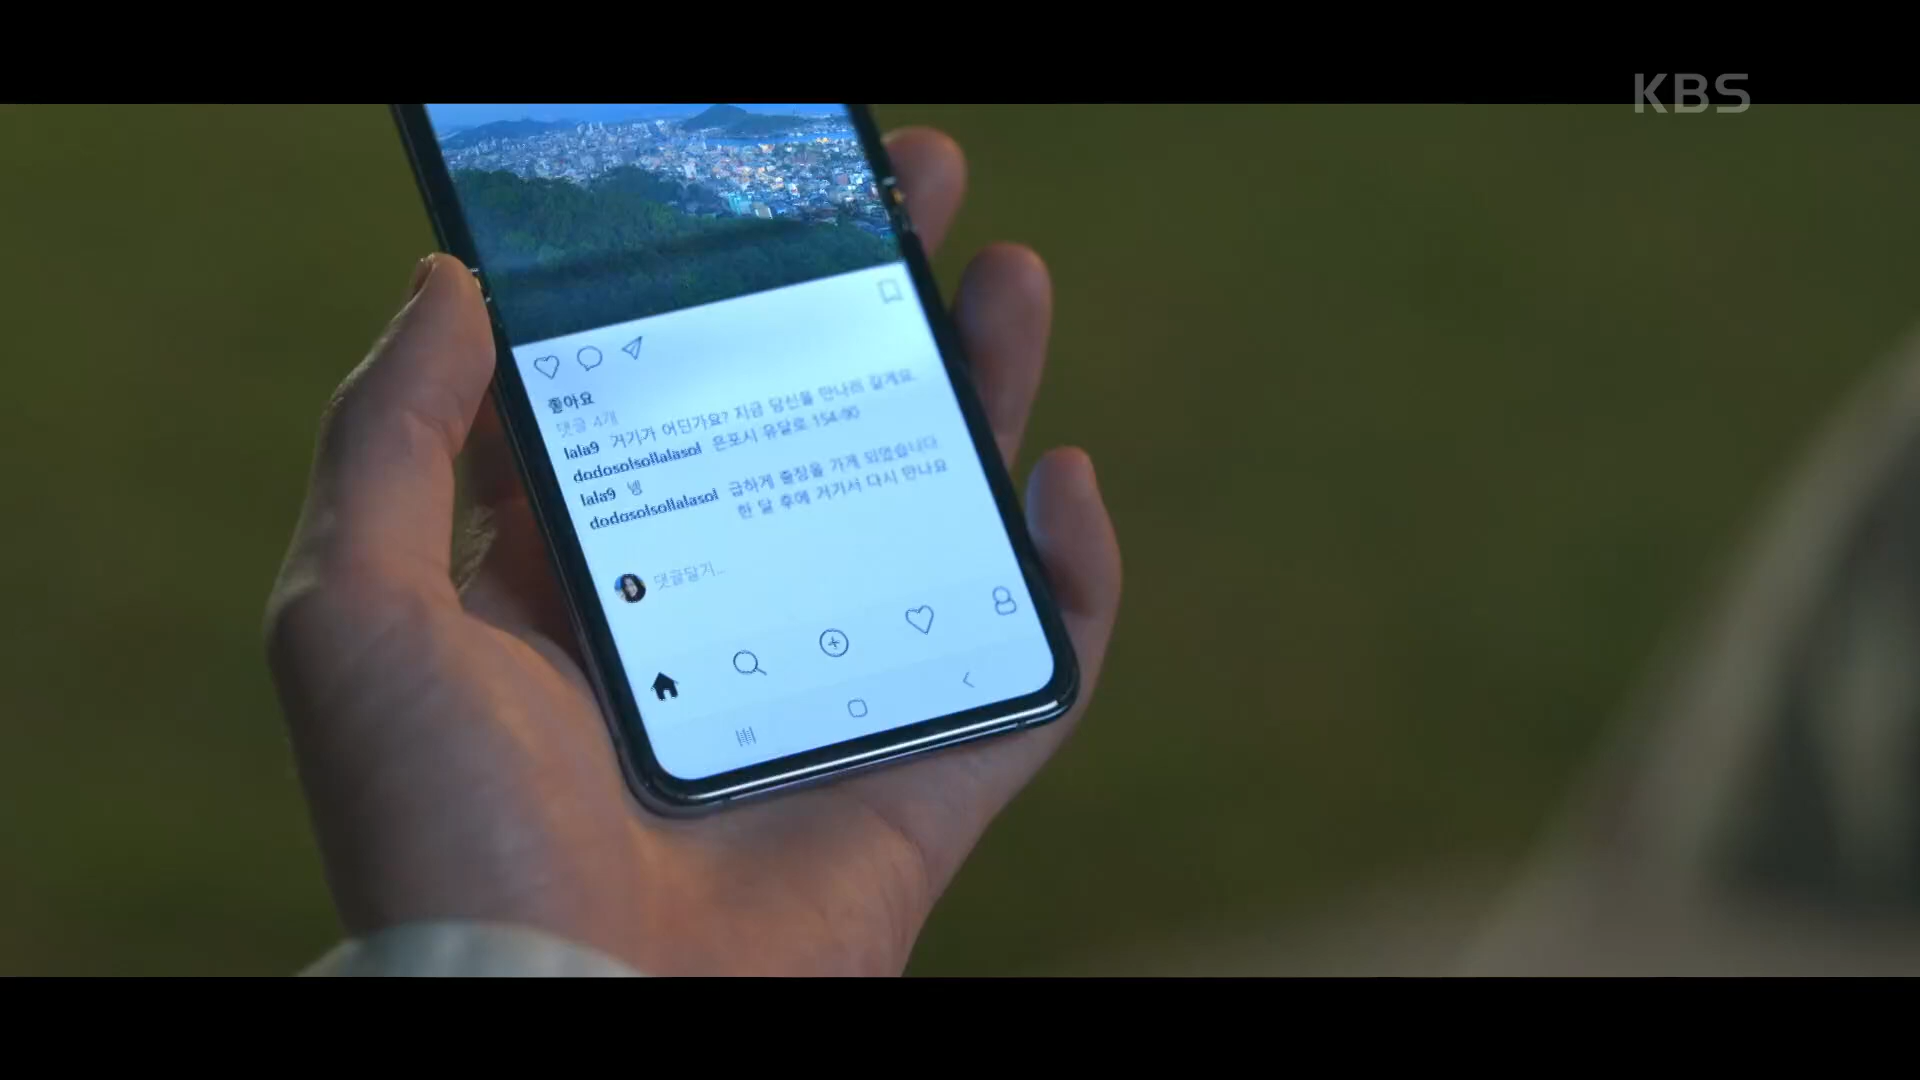 KBS
좋아요
댓글 4개
lala9 거기가 어딘가요? 지금 당신을 만나러 갈게요.
dodosolsollalasol 은포시 유달로 154-90
lala9 넹
dodosolsollalasol 급하게 출장을 가게 되었습니다
한 달 후에 거기서 다시 만나요
댓글달기...